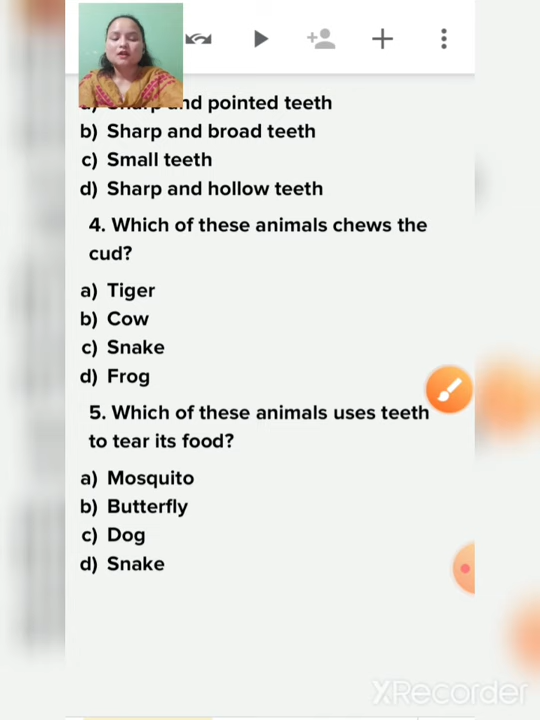 and pointed teeth
b) Sharp and broad teeth
c) Small teeth
d) Sharp and hollow teeth
4. Which of these animals chews the
cud?
a) Tiger
b) Cow
c) Snake
d) Frog
5. Which of these animals uses teeth
to tear its food?
a) Mosquito
b) Butterfly
c) Dog
d) Snake
XRecorder